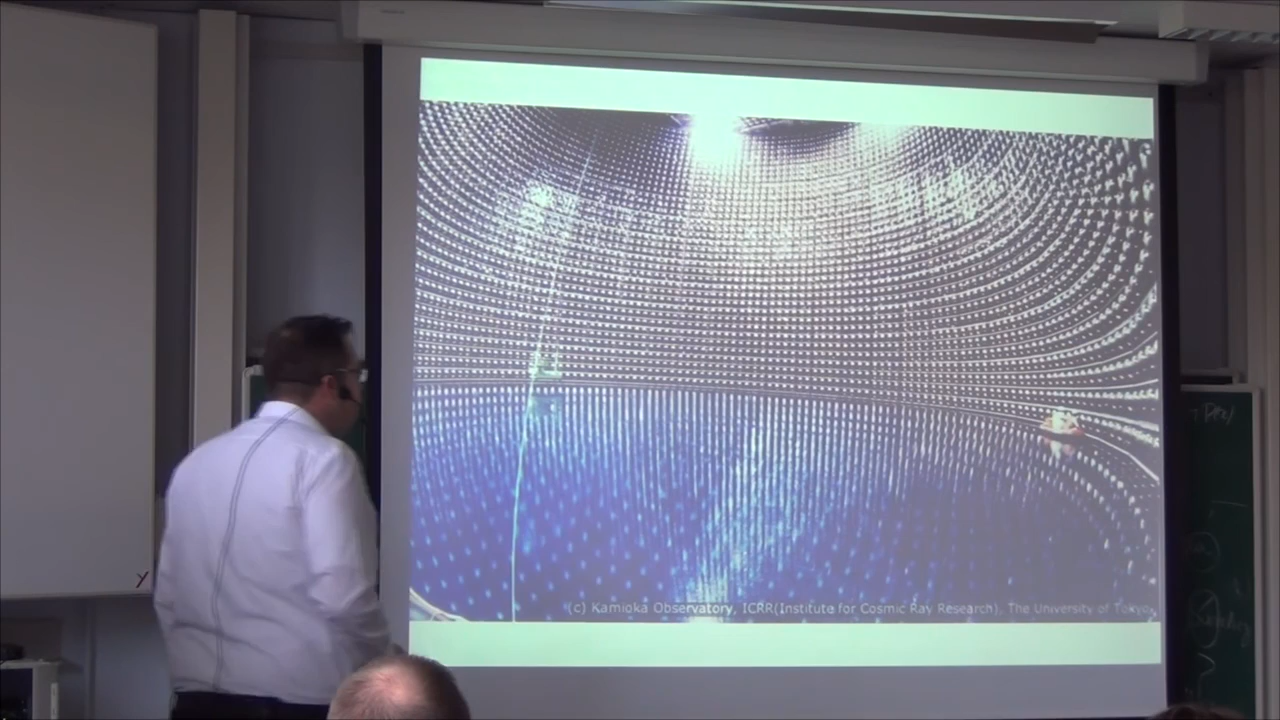 (c) Kamioka Observatory, ICRR(Institute for Cosmic Ray Research), The University of Tokyo.
Y